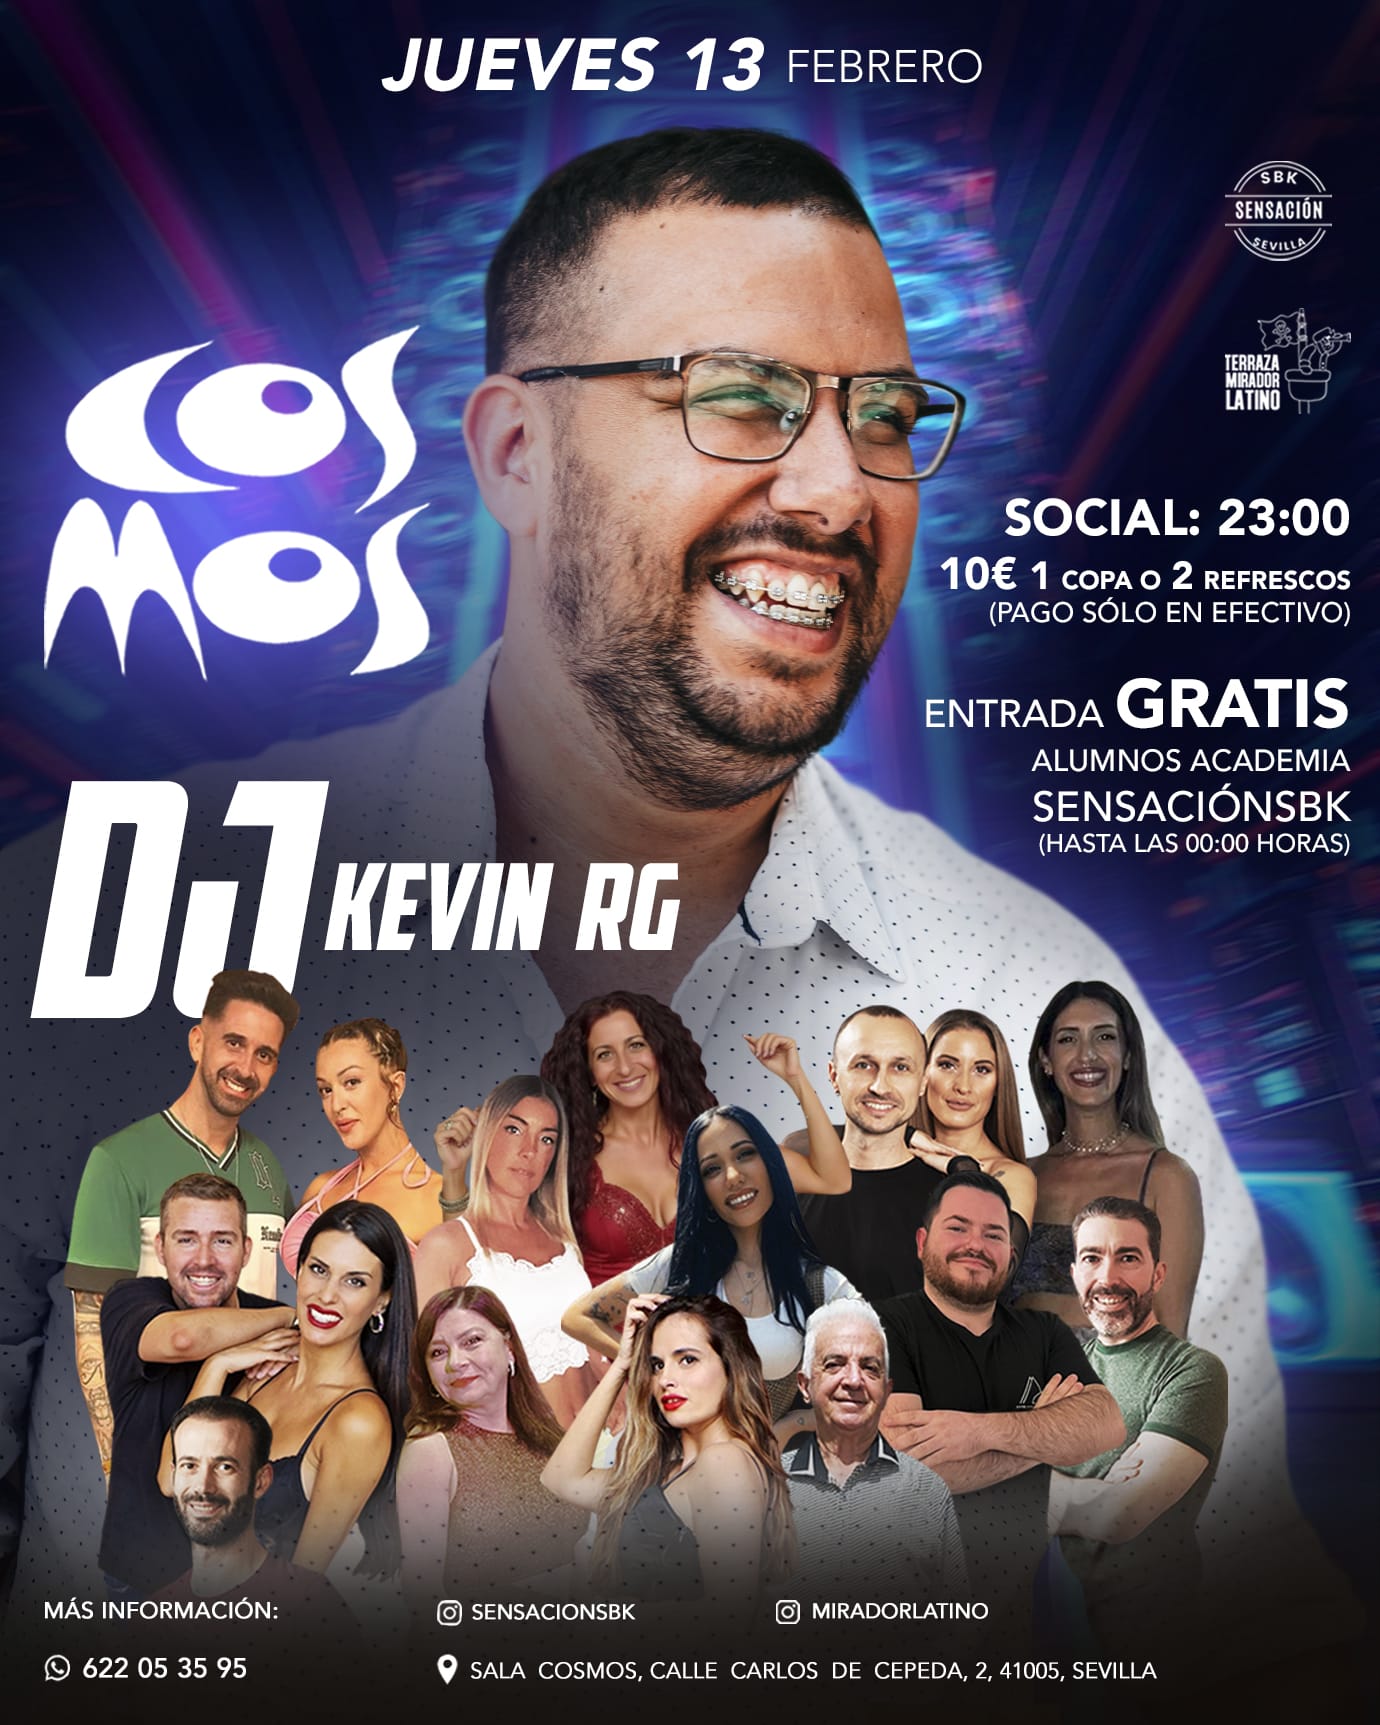 JUEVES 13 FEBRERO
SBK
SENSACIÓN
SEVILLA
TERRAZA
MIRADOR
LATINO
COS
MOS
SOCIAL: 23:00
10€ 1 COPA O 2 REFRESCOS
(PAGO SÓLO EN EFECTIVO)
ENTRADA GRATIS
ALUMNOS ACADEMIA
SENSACIÓNSBK
(HASTA LAS 00:00 HORAS)
DJ KEVIN RG
MÁS INFORMACIÓN:
SENSACIONSBK
MIRADORLATINO
622 05 35 95
SALA COSMOS, CALLE CARLOS DE CEPEDA, 2, 41005, SEVILLA